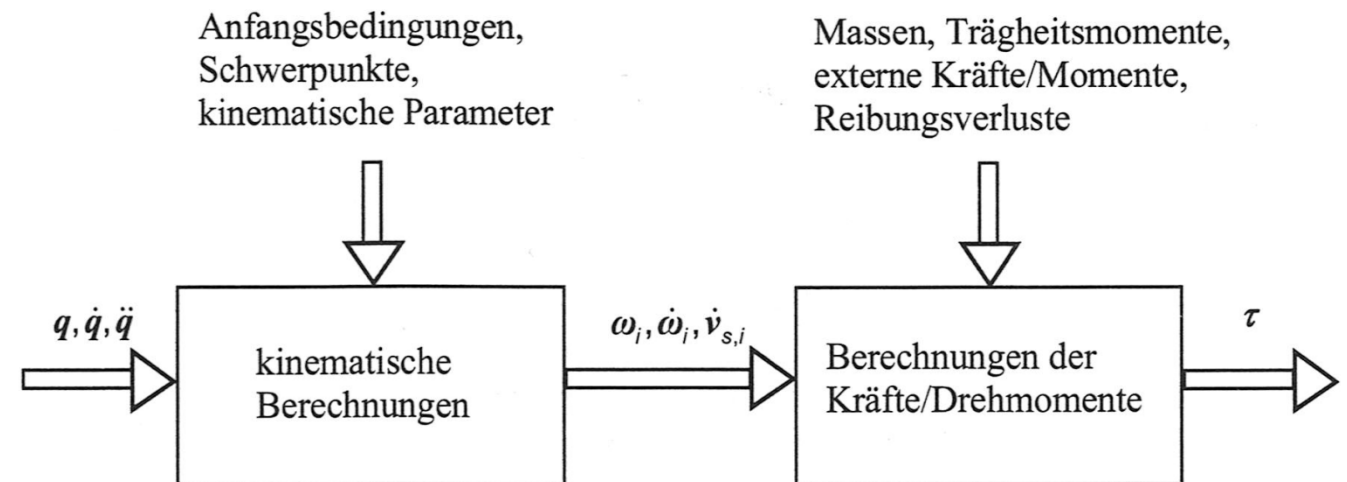 Anfangsbedingungen,
Schwerpunkte,
kinematische Parameter
Massen, Trägheitsmomente,
externe Kräfte/Momente,
Reibungsverluste
q, q̇, q̈
kinematische
Berechnungen
ωᵢ, ω̇ᵢ, v̇ₛ,ᵢ
Berechnungen der
Kräfte/Drehmomente
τ